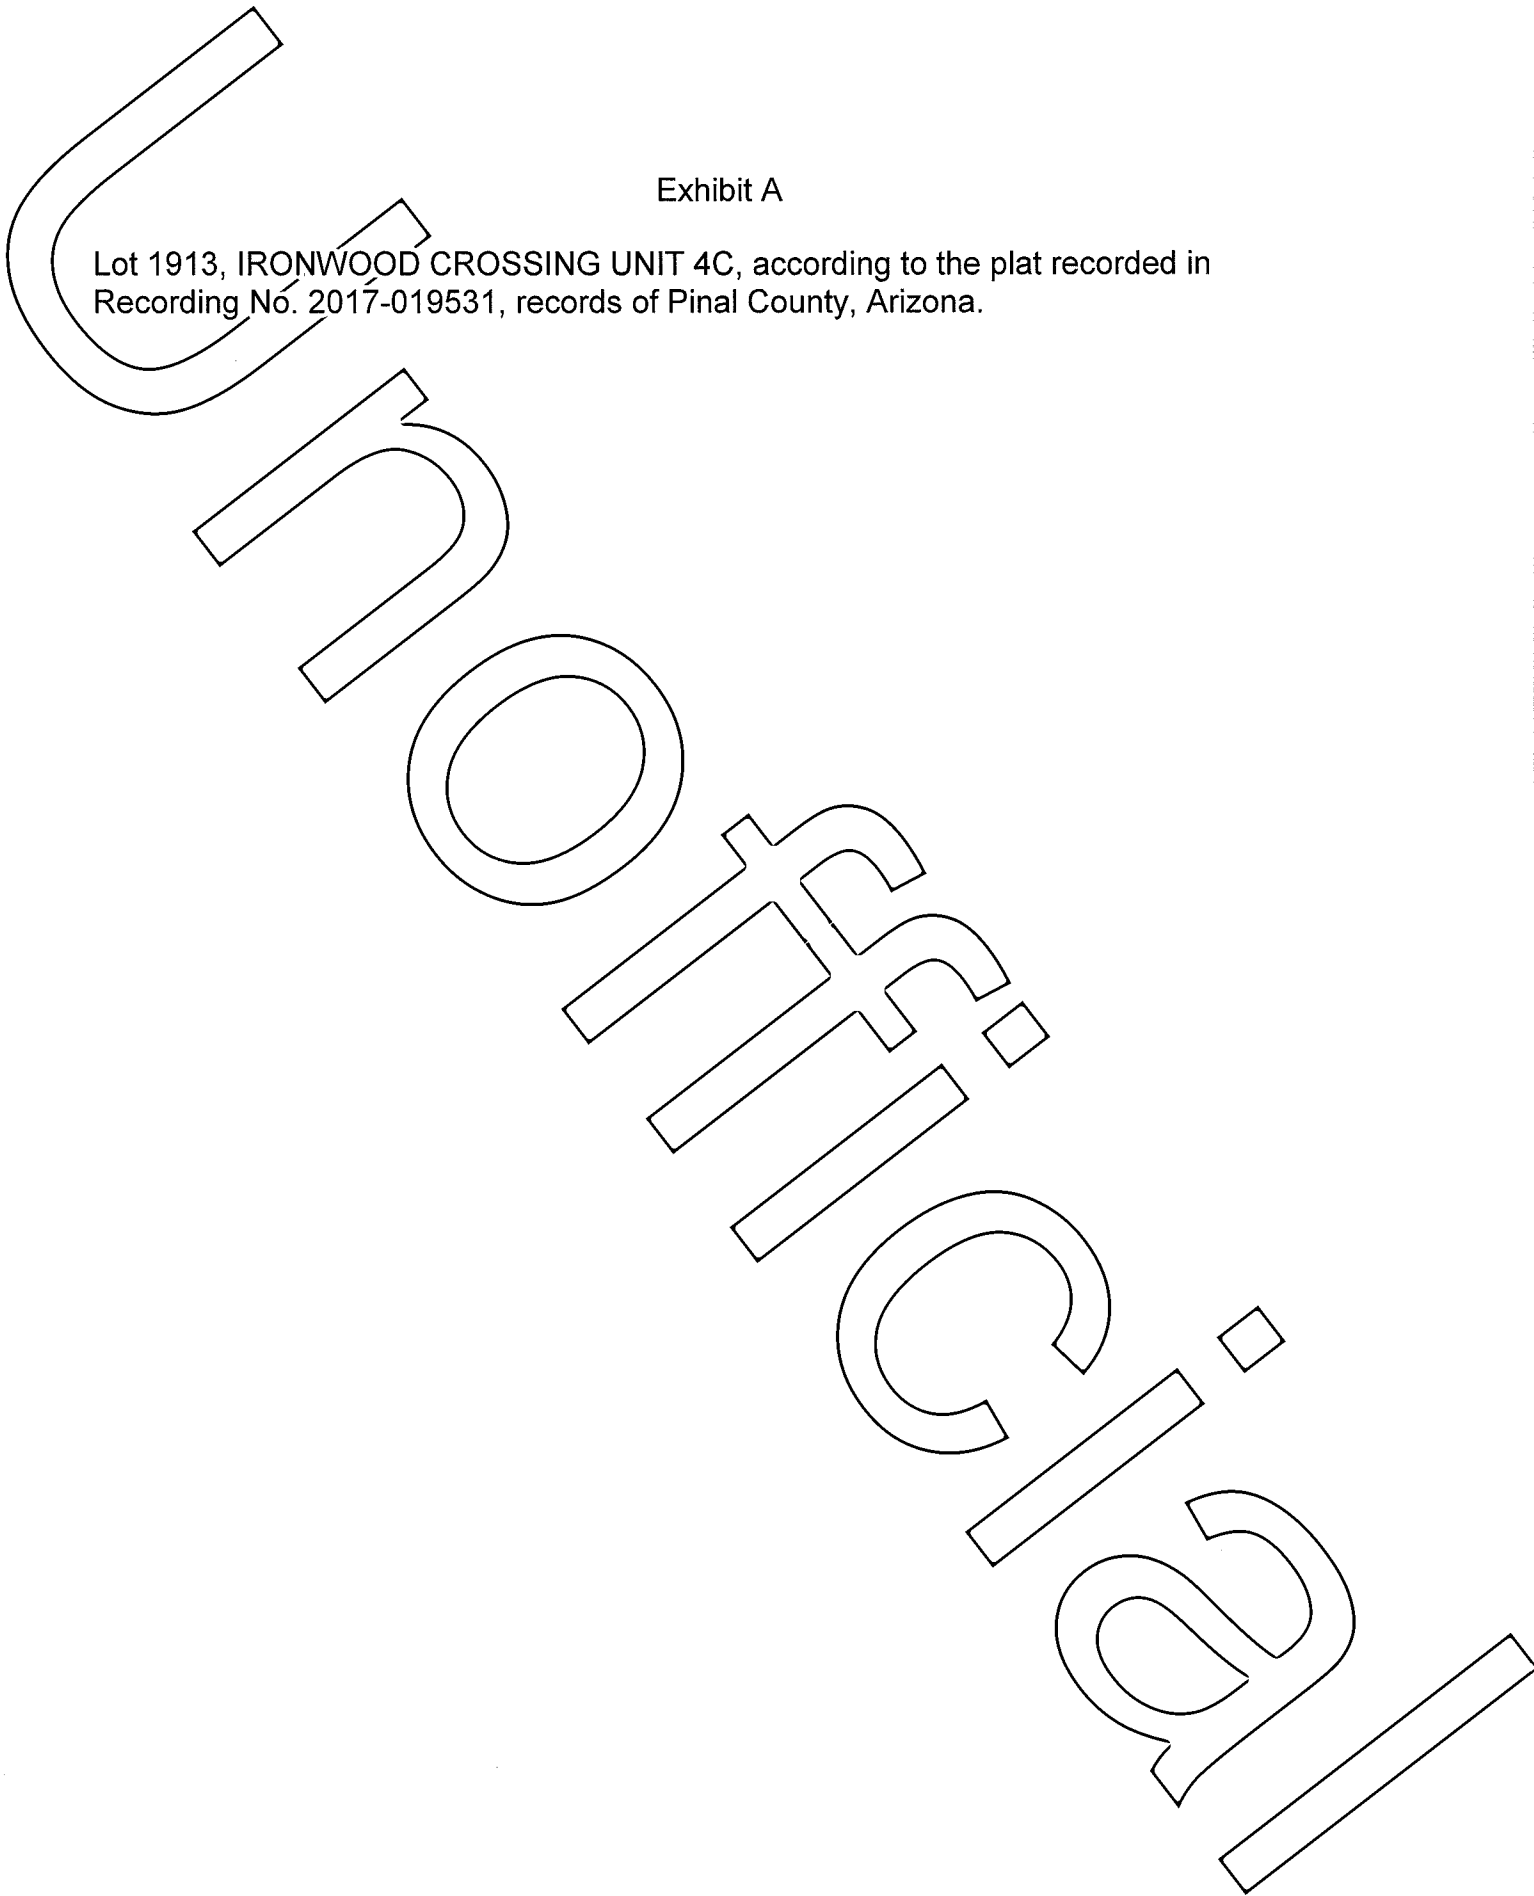 Exhibit A
Lot 1913, IRONWOOD CROSSING UNIT 4C, according to the plat recorded in
Recording No. 2017-019531, records of Pinal County, Arizona.
Unofficial